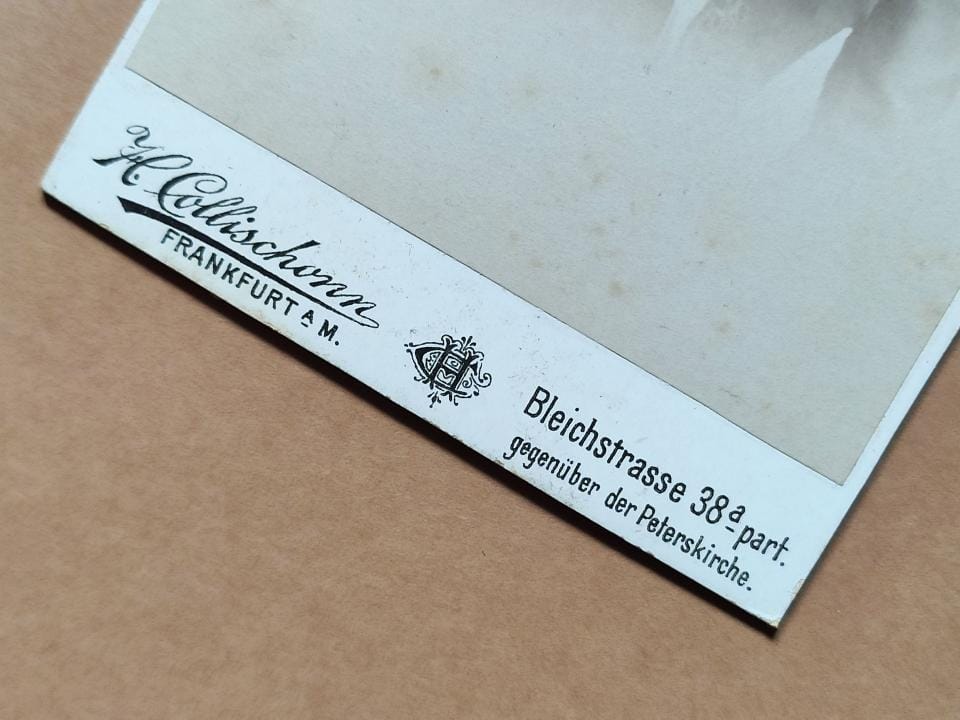 H. Collischonn
FRANKFURT a M.
Bleichstrasse 38a part.
gegenüber der Peterskirche.